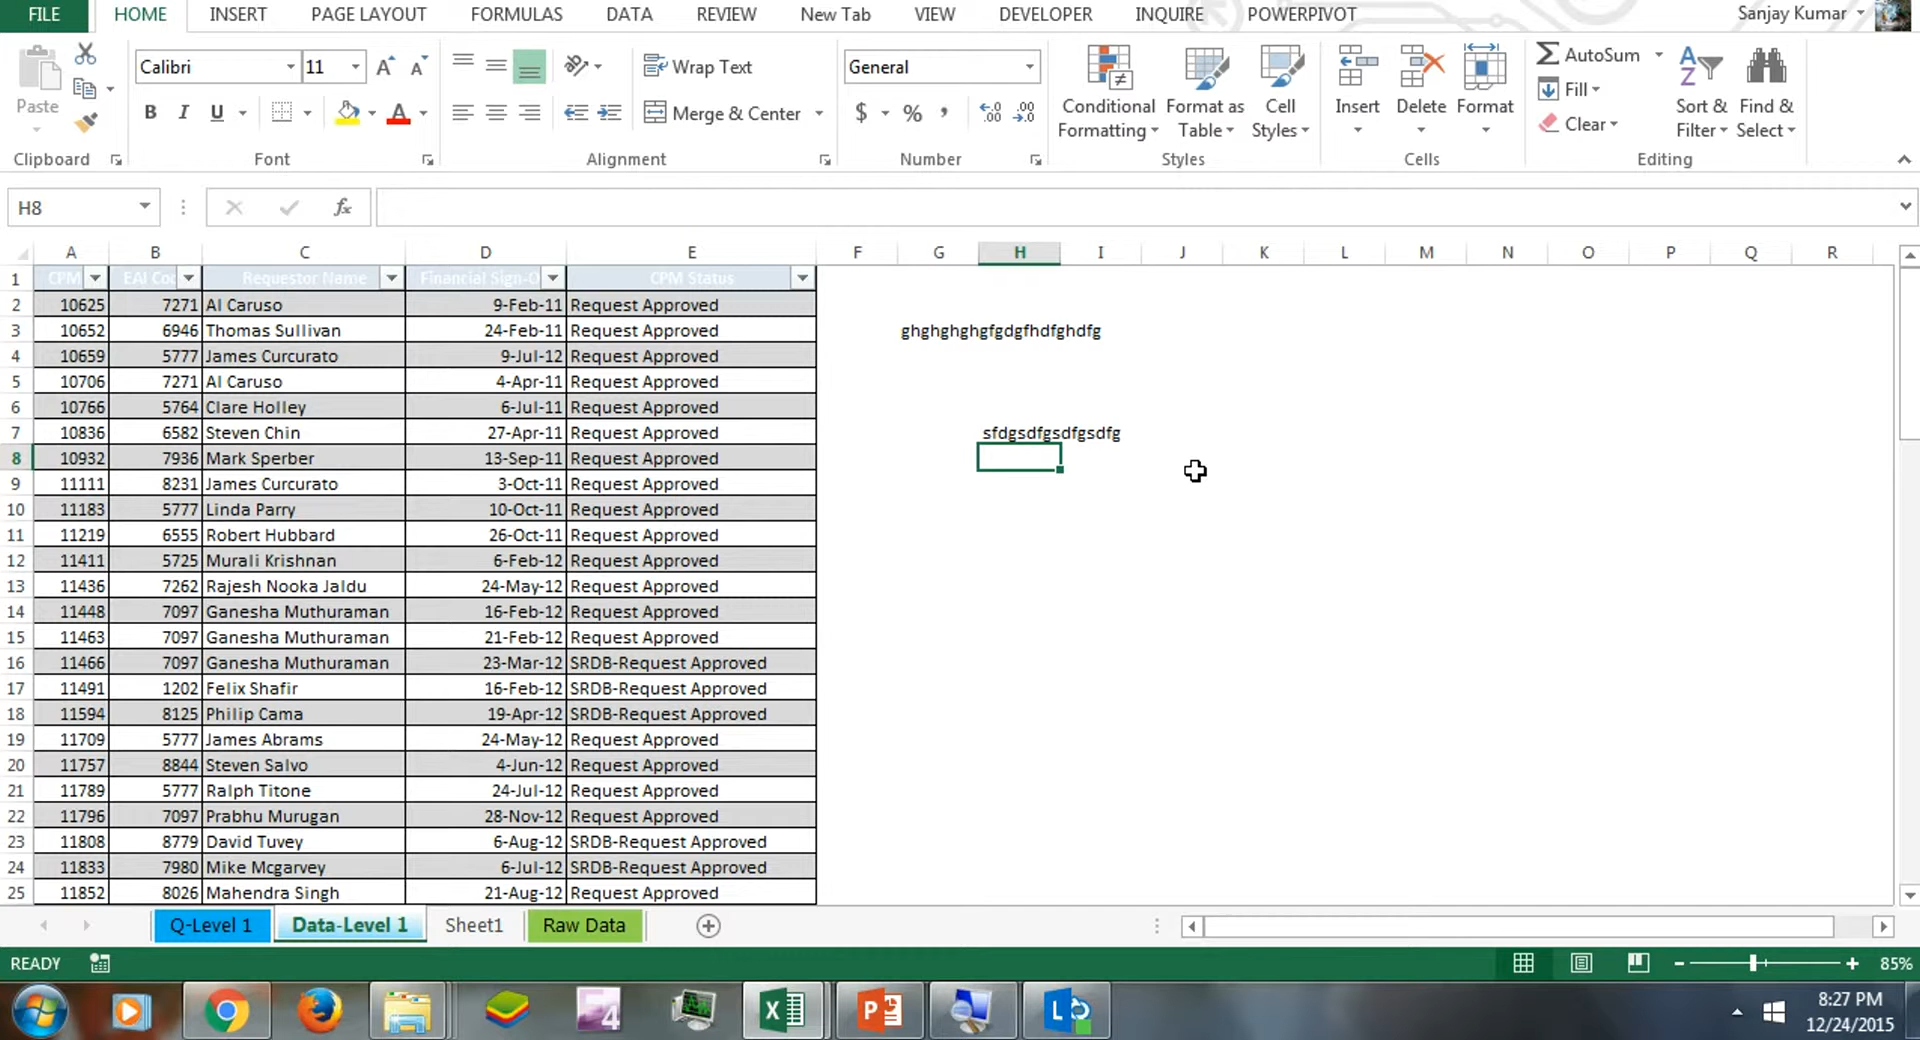 FILE HOME INSERT PAGE LAYOUT FORMULAS DATA REVIEW New Tab VIEW DEVELOPER INQUIRE POWERPIVOT Sanjay Kumar
Paste
Calibri 11
B I U A
Wrap Text
Merge & Center
General
$ % ,
Conditional Formatting
Format as Table
Cell Styles
Insert
Delete
Format
AutoSum
Fill
Clear
Sort & Filter
Find & Select
Clipboard Font Alignment Number Styles Cells Editing
H8 fx
A B C D E F G H I J K L M N O P Q R
1 CPM EAI Coc Requestor Name Financial Sign-O CPM Status
2 10625 7271 Al Caruso 9-Feb-11 Request Approved
3 10652 6946 Thomas Sullivan 24-Feb-11 Request Approved ghghghghgfgdgfhdfghdfg
4 10659 5777 James Curcurato 9-Jul-12 Request Approved
5 10706 7271 Al Caruso 4-Apr-11 Request Approved
6 10766 5764 Clare Holley 6-Jul-11 Request Approved
7 10836 6582 Steven Chin 27-Apr-11 Request Approved sfdgsdfgsdfgsdfg
8 10932 7936 Mark Sperber 13-Sep-11 Request Approved
9 11111 8231 James Curcurato 3-Oct-11 Request Approved
10 11183 5777 Linda Parry 10-Oct-11 Request Approved
11 11219 6555 Robert Hubbard 26-Oct-11 Request Approved
12 11411 5725 Murali Krishnan 6-Feb-12 Request Approved
13 11436 7262 Rajesh Nooka Jaldu 24-May-12 Request Approved
14 11448 7097 Ganesha Muthuraman 16-Feb-12 Request Approved
15 11463 7097 Ganesha Muthuraman 21-Feb-12 Request Approved
16 11466 7097 Ganesha Muthuraman 23-Mar-12 SRDB-Request Approved
17 11491 1202 Felix Shafir 16-Feb-12 SRDB-Request Approved
18 11594 8125 Philip Cama 19-Apr-12 SRDB-Request Approved
19 11709 5777 James Abrams 24-May-12 Request Approved
20 11757 8844 Steven Salvo 4-Jun-12 Request Approved
21 11789 5777 Ralph Titone 24-Jul-12 Request Approved
22 11796 7097 Prabhu Murugan 28-Nov-12 Request Approved
23 11808 8779 David Tuvey 6-Aug-12 SRDB-Request Approved
24 11833 7980 Mike Mcgarvey 6-Jul-12 SRDB-Request Approved
25 11852 8026 Mahendra Singh 21-Aug-12 Request Approved
Q-Level 1 Data-Level 1 Sheet1 Raw Data
READY 85%
8:27 PM
12/24/2015